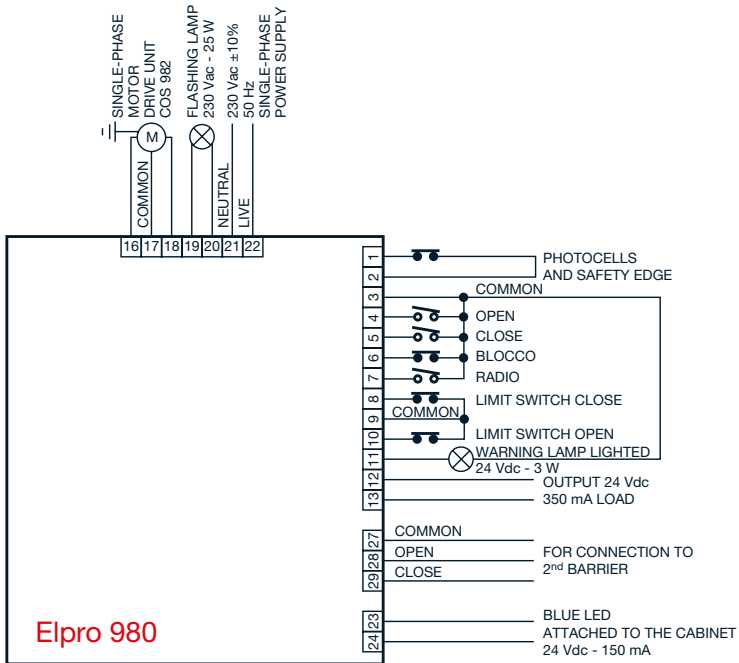 SINGLE-PHASE
MOTOR
DRIVE UNIT
COS 982
FLASHING LAMP
230 Vac - 25 W
230 Vac ±10%
50 Hz
SINGLE-PHASE
POWER SUPPLY
M
COMMON
NEUTRAL
LIVE
16 17 18 19 20 21 22
1
2
3
4
5
6
7
8
9
10
11
12
13
PHOTOCELLS
AND SAFETY EDGE
COMMON
OPEN
CLOSE
BLOCCO
RADIO
LIMIT SWITCH CLOSE
COMMON
LIMIT SWITCH OPEN
WARNING LAMP LIGHTED
24 Vdc - 3 W
OUTPUT 24 Vdc
350 mA LOAD
27
28
29
COMMON
OPEN
CLOSE
FOR CONNECTION TO
2nd BARRIER
23
24
BLUE LED
ATTACHED TO THE CABINET
24 Vdc - 150 mA
Elpro 980